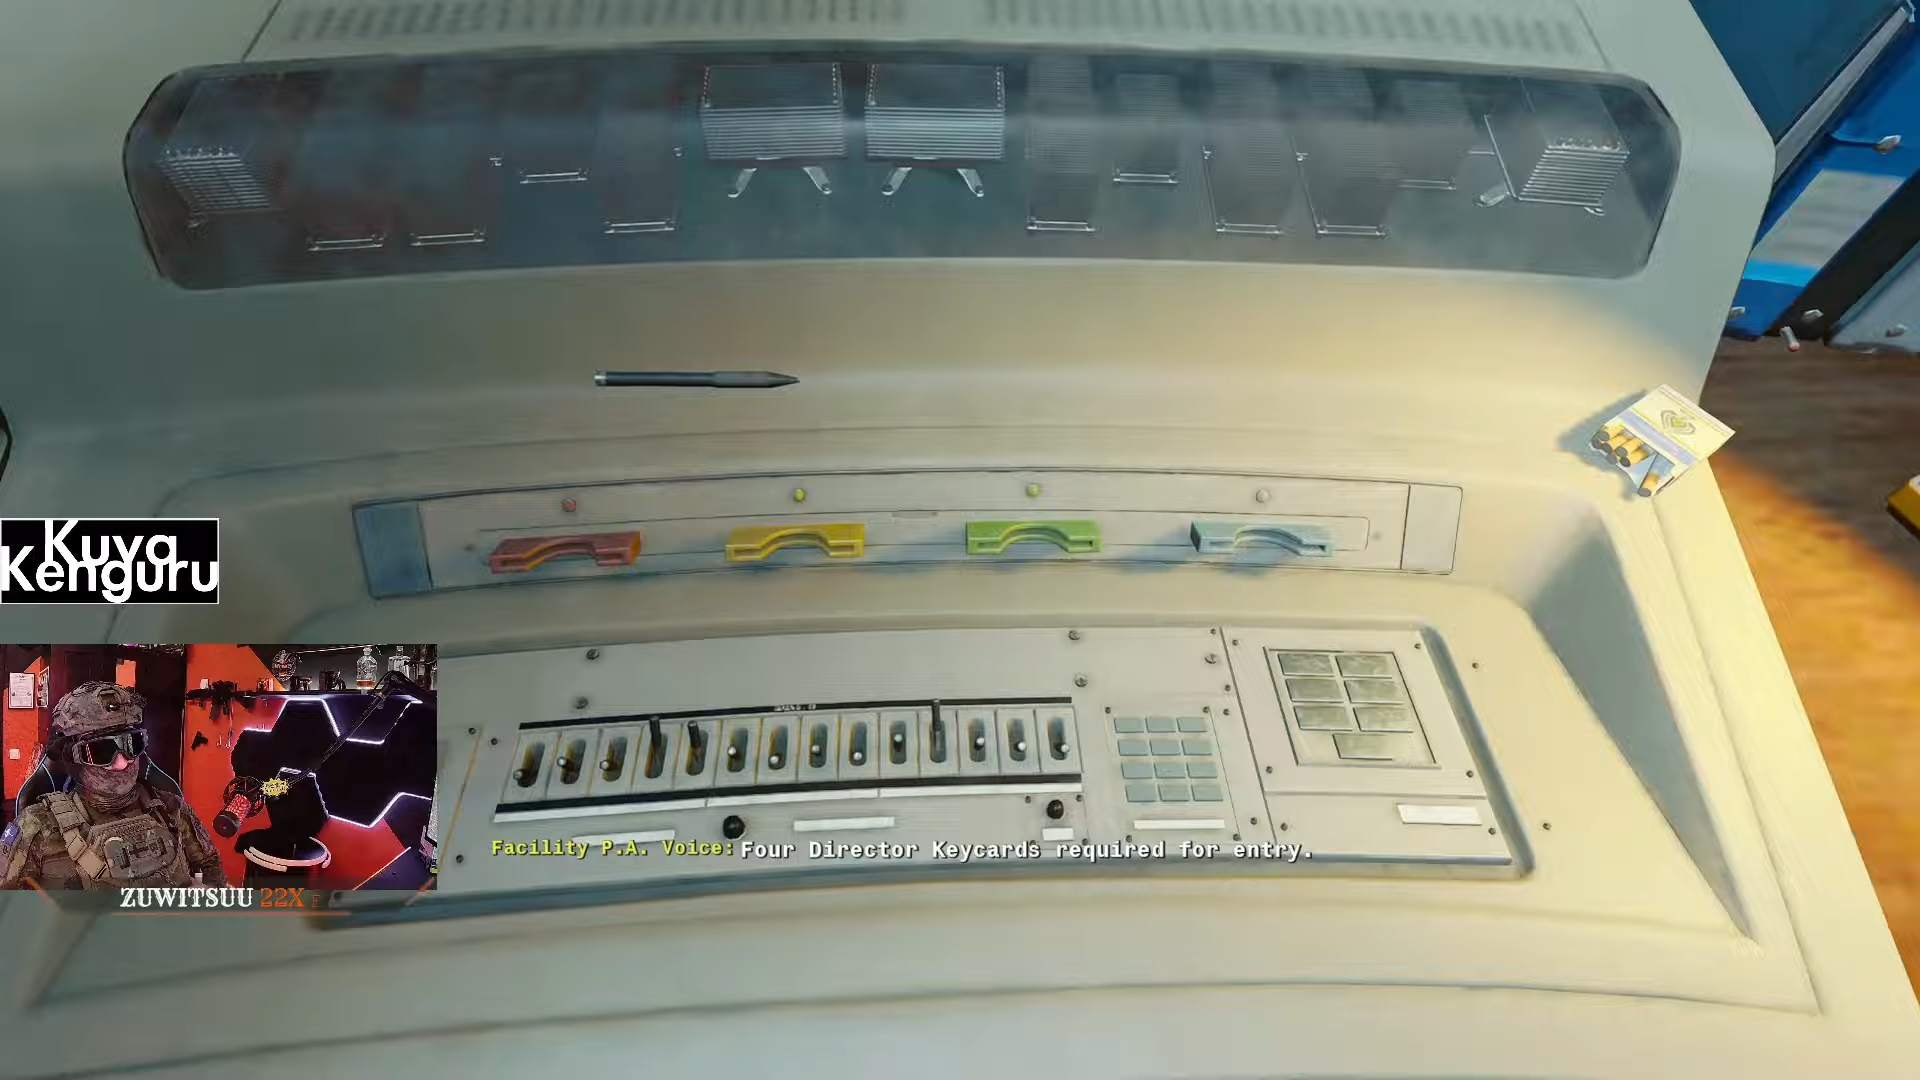 Kuya
Kenguru
Facility P.A. Voice: Four Director Keycards required for entry.
ZUWITSUU 22X